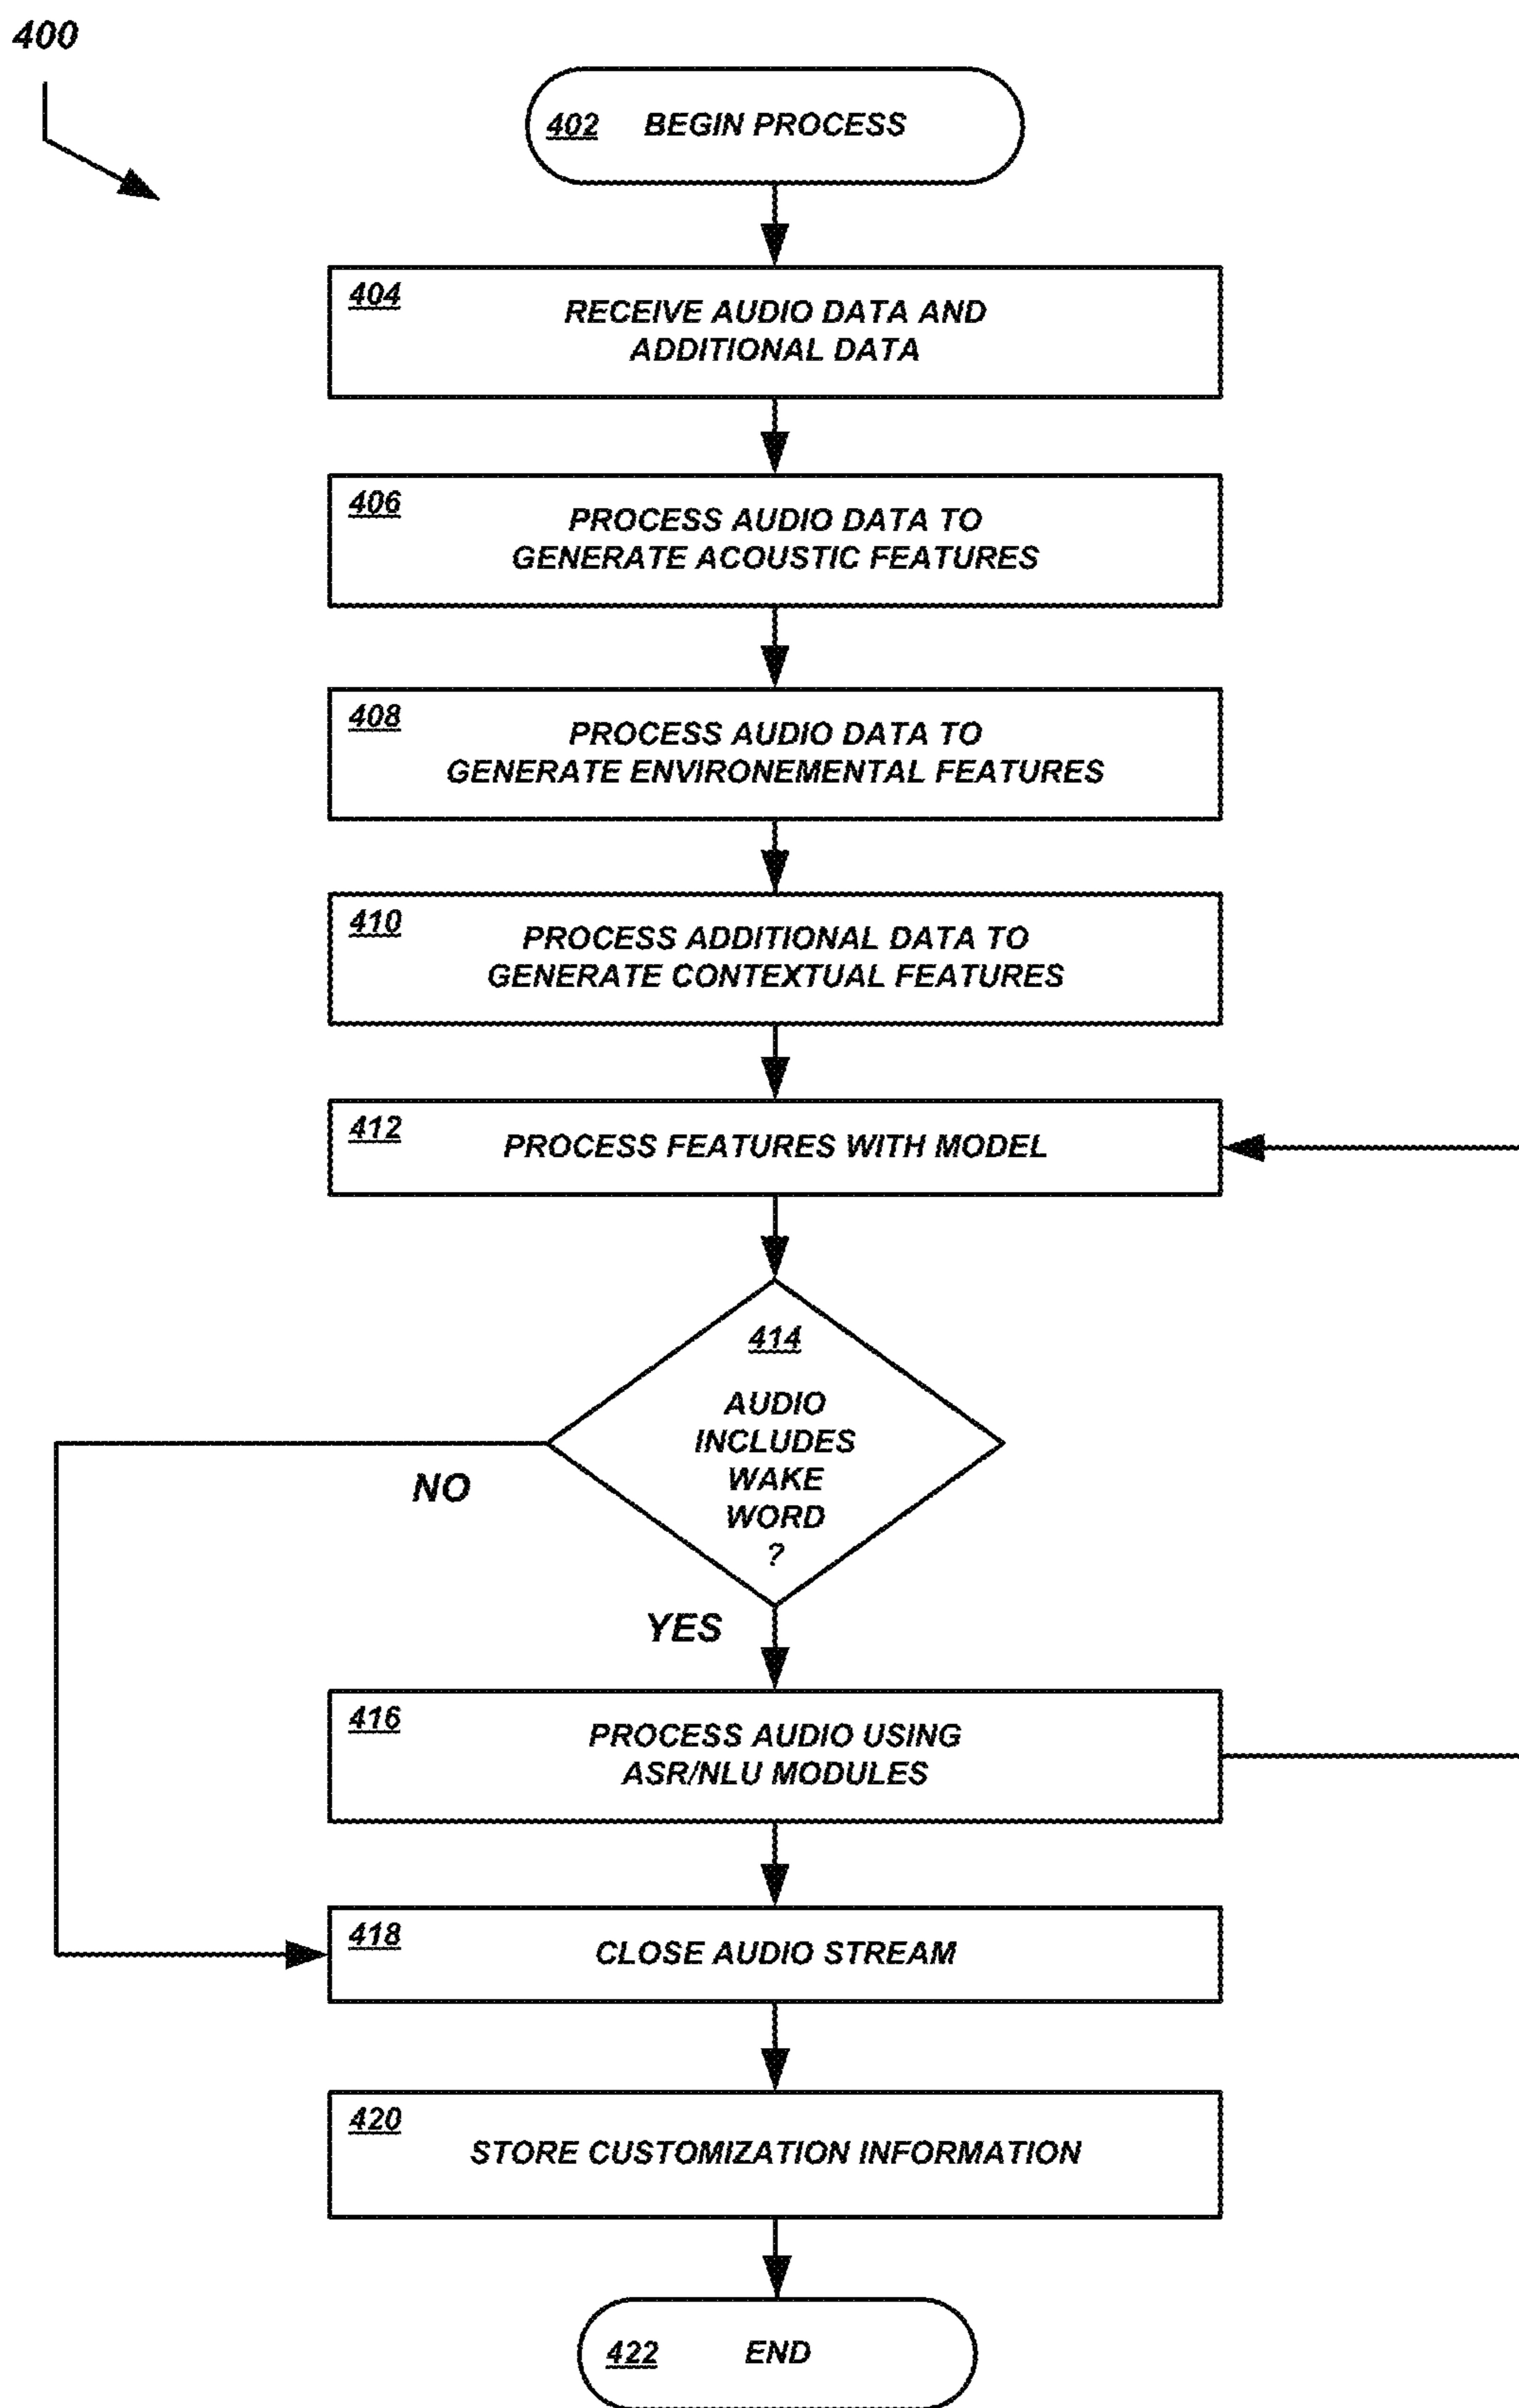 400
402 BEGIN PROCESS
404
RECEIVE AUDIO DATA AND
ADDITIONAL DATA
406
PROCESS AUDIO DATA TO
GENERATE ACOUSTIC FEATURES
408
PROCESS AUDIO DATA TO
GENERATE ENVIRONEMENTAL FEATURES
410
PROCESS ADDITIONAL DATA TO
GENERATE CONTEXTUAL FEATURES
412
PROCESS FEATURES WITH MODEL
414
AUDIO
INCLUDES
WAKE
WORD
?
NO
YES
416
PROCESS AUDIO USING
ASR/NLU MODULES
418
CLOSE AUDIO STREAM
420
STORE CUSTOMIZATION INFORMATION
422 END